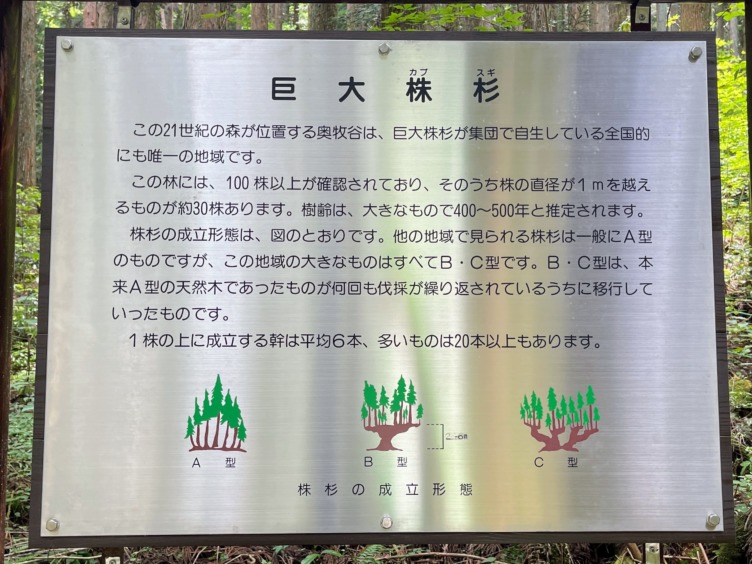 カブ スギ
巨大株杉
この21世紀の森が位置する奥牧谷は、巨大株杉が集団で自生している全国的
にも唯一の地域です。
この林には、100株以上が確認されており、そのうち株の直径が1mを越え
るものが約30株あります。樹齢は、大きなもので400〜500年と推定されます。
株杉の成立形態は、図のとおりです。他の地域で見られる株杉は一般にA型
のものですが、この地域の大きなものはすべてB・C型です。B・C型は、本
来A型の天然木であったものが何回も伐採が繰り返されているうちに移行して
いったものです。
1株の上に成立する幹は平均6本、多いものは20本以上もあります。
A型 B型 C型
株杉の成立形態